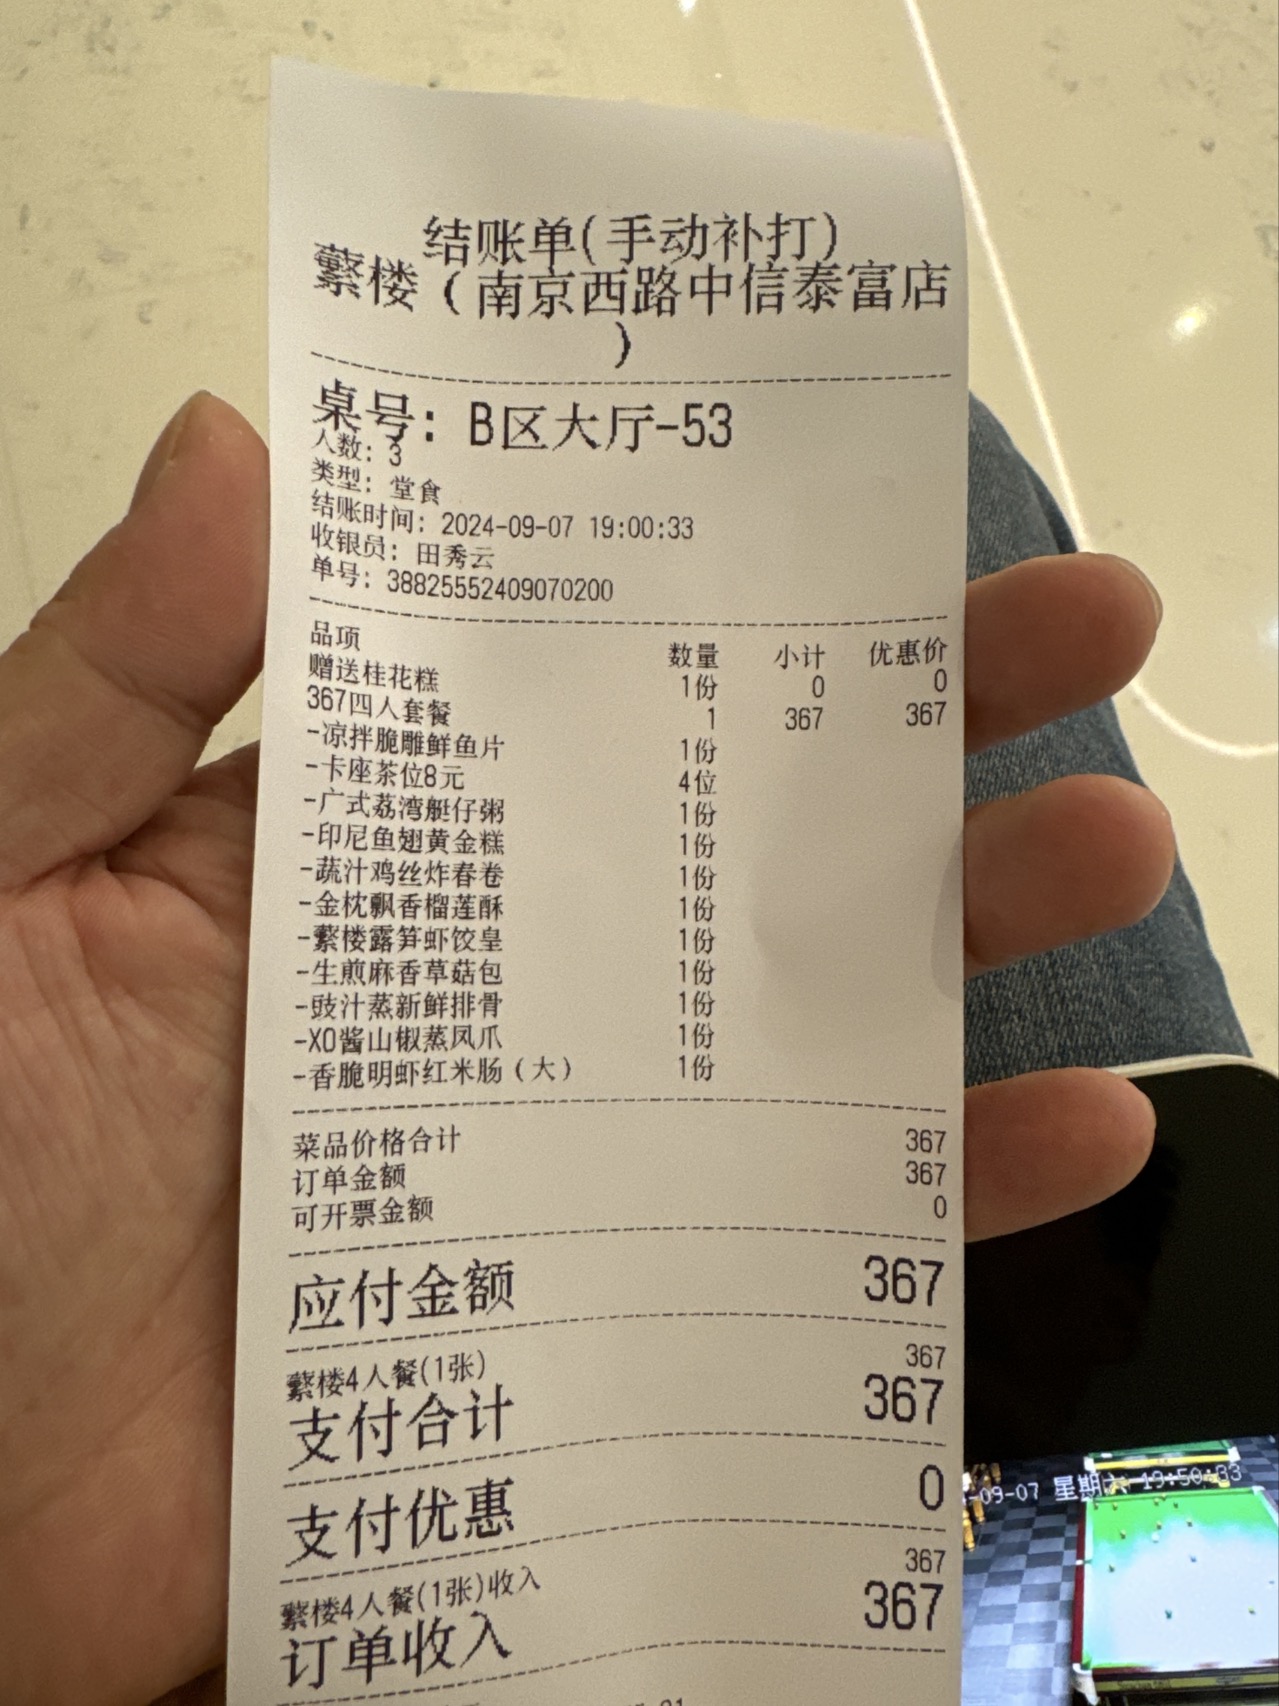 结账单(手动补打)
蘩楼（南京西路中信泰富店
）
桌号：B区大厅-53
人数：3
类型：堂食
结账时间：2024-09-07 19:00:33
收银员：田秀云
单号：38825552409070200
品项 数量 小计 优惠价
赠送桂花糕 1份 0 0
367四人套餐 1 367 367
-凉拌脆雕鲜鱼片 1份
-卡座茶位8元 4位
-广式荔湾艇仔粥 1份
-印尼鱼翅黄金糕 1份
-蔬汁鸡丝炸春卷 1份
-金枕飘香榴莲酥 1份
-蘩楼露笋虾饺皇 1份
-生煎麻香草菇包 1份
-豉汁蒸新鲜排骨 1份
-XO酱山椒蒸凤爪 1份
-香脆明虾红米肠（大） 1份
菜品价格合计 367
订单金额 367
可开票金额 0
应付金额 367
蘩楼4人餐(1张) 367
支付合计 367
支付优惠 0
蘩楼4人餐(1张)收入 367
订单收入 367
-09-07 星期六 19:50:33